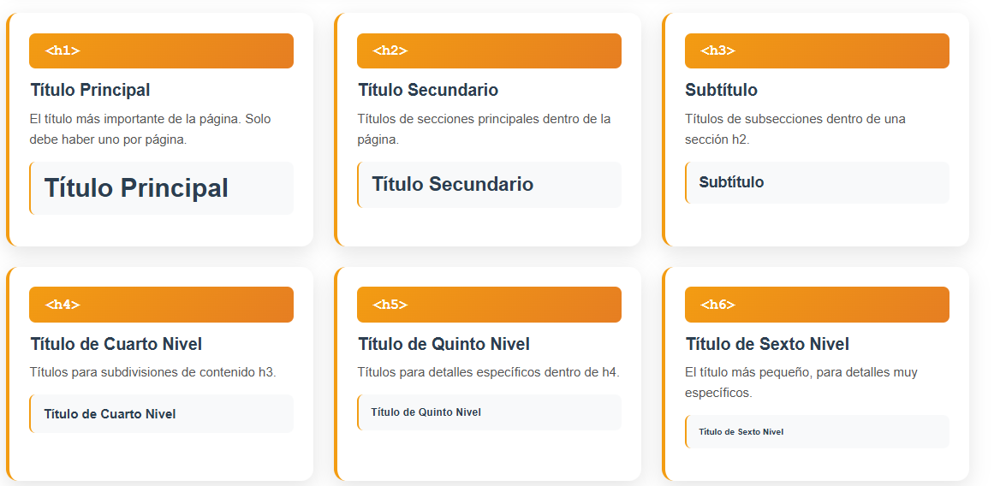 <h1>
Título Principal
El título más importante de la página. Solo
debe haber uno por página.
Título Principal
<h2>
Título Secundario
Títulos de secciones principales dentro de la
página.
Título Secundario
<h3>
Subtítulo
Títulos de subsecciones dentro de una
sección h2.
Subtítulo
<h4>
Título de Cuarto Nivel
Títulos para subdivisiones de contenido h3.
Título de Cuarto Nivel
<h5>
Título de Quinto Nivel
Títulos para detalles específicos dentro de h4.
Título de Quinto Nivel
<h6>
Título de Sexto Nivel
El título más pequeño, para detalles muy
específicos.
Título de Sexto Nivel